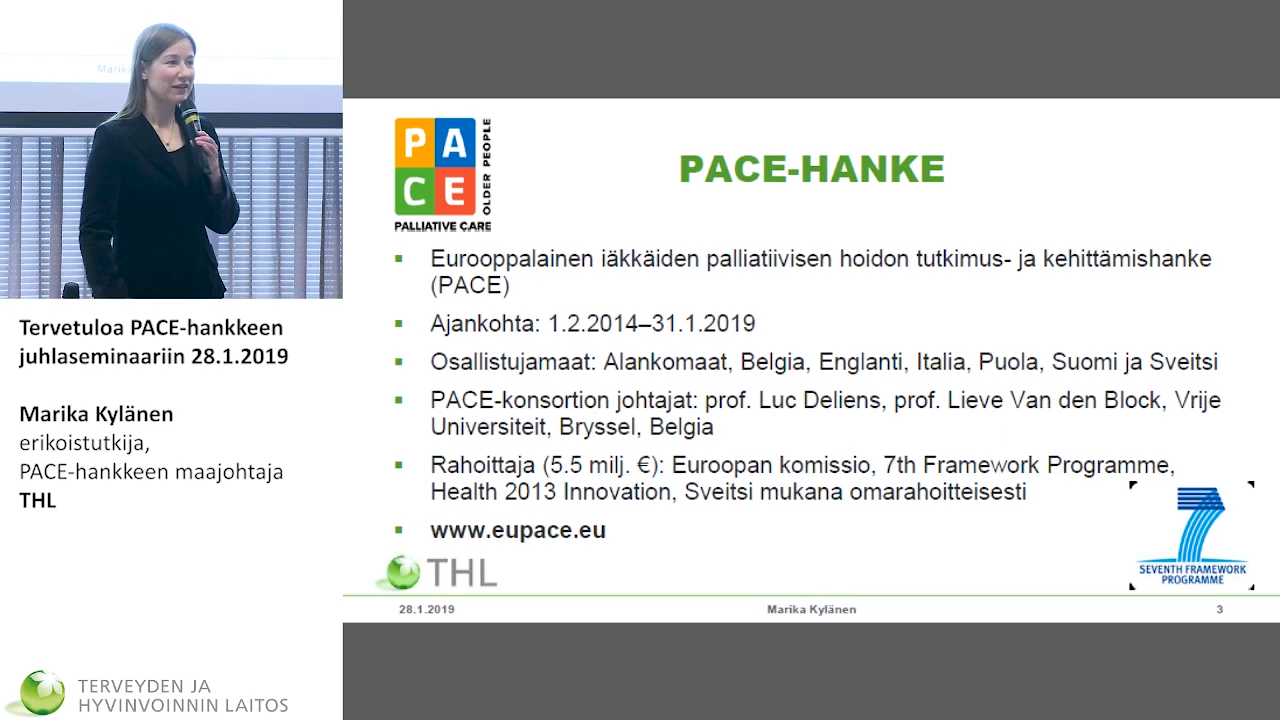 Marika
Tervetuloa PACE-hankkeen
juhlaseminaariin 28.1.2019
Marika Kylänen
erikoistutkija,
PACE-hankkeen maajohtaja
THL
TERVEYDEN JA
HYVINVOINNIN LAITOS
PACE
OLDER PEOPLE
PALLIATIVE CARE
PACE-HANKE
Eurooppalainen iäkkäiden palliatiivisen hoidon tutkimus- ja kehittämishanke
(PACE)
Ajankohta: 1.2.2014–31.1.2019
Osallistujamaat: Alankomaat, Belgia, Englanti, Italia, Puola, Suomi ja Sveitsi
PACE-konsortion johtajat: prof. Luc Deliens, prof. Lieve Van den Block, Vrije
Universiteit, Bryssel, Belgia
Rahoittaja (5.5 milj. €): Euroopan komissio, 7th Framework Programme,
Health 2013 Innovation, Sveitsi mukana omarahoitteisesti
www.eupace.eu
THL
7
SEVENTH FRAMEWORK
PROGRAMME
28.1.2019 Marika Kylänen 3